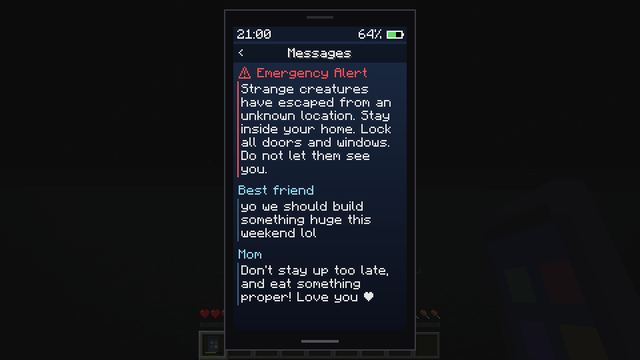 21:00 64%
< Messages
⚠ Emergency Alert
Strange creatures
have escaped from an
unknown location. Stay
inside your home. Lock
all doors and windows.
Do not let them see
you.
Best friend
yo we should build
something huge this
weekend lol
Mom
Don't stay up too late,
and eat something
proper! Love you ♥